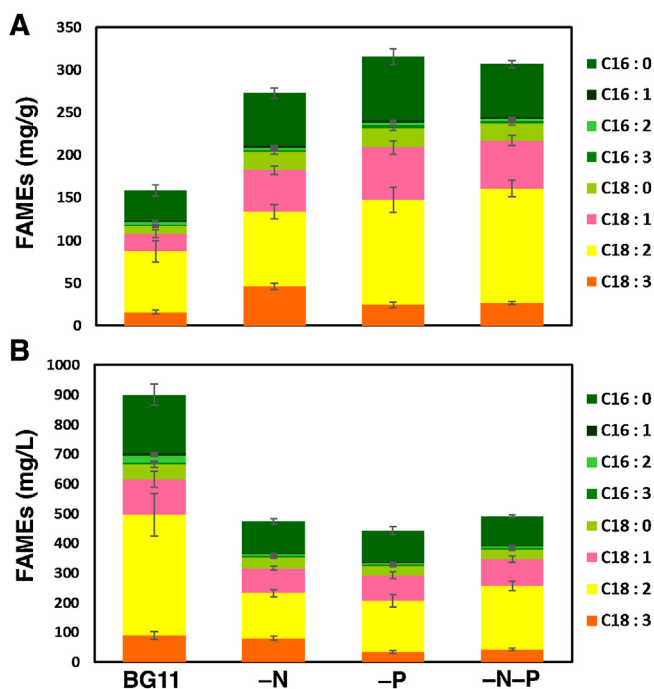 A
FAMEs (mg/g)
350
300
250
200
150
100
50
0
C16 : 0
C16 : 1
C16 : 2
C16 : 3
C18 : 0
C18 : 1
C18 : 2
C18 : 3
B
FAMEs (mg/L)
1000
900
800
700
600
500
400
300
200
100
0
C16 : 0
C16 : 1
C16 : 2
C16 : 3
C18 : 0
C18 : 1
C18 : 2
C18 : 3
BG11 –N –P –N–P